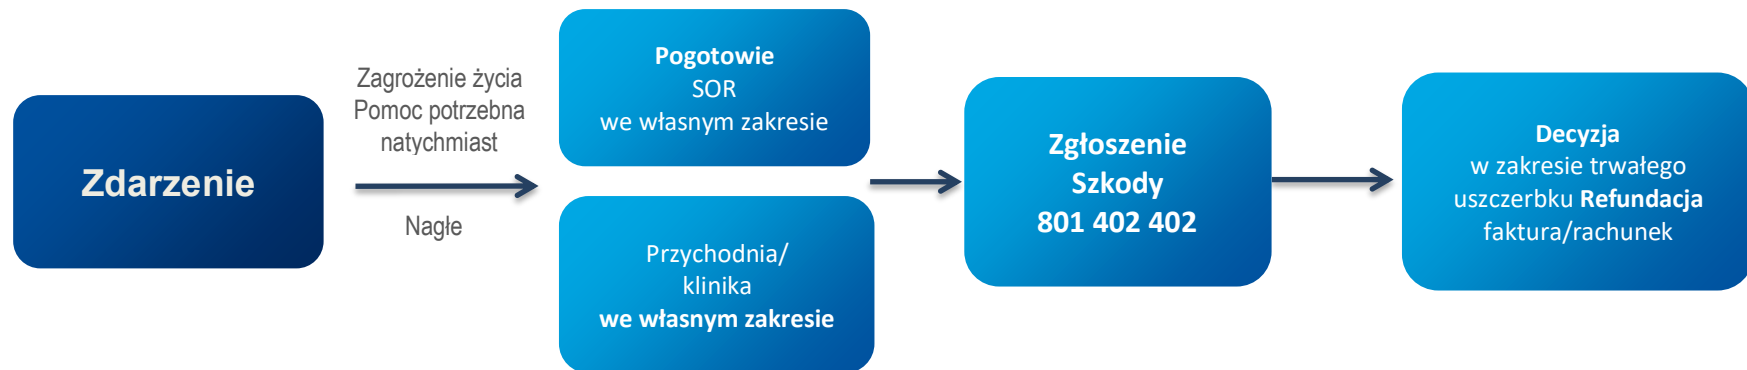 Zdarzenie
Zagrożenie życia
Pomoc potrzebna
natychmiast
Nagłe
Pogotowie
SOR
we własnym zakresie
Przychodnia/
klinika
we własnym zakresie
Zgłoszenie
Szkody
801 402 402
Decyzja
w zakresie trwałego
uszczerbku Refundacja
faktura/rachunek